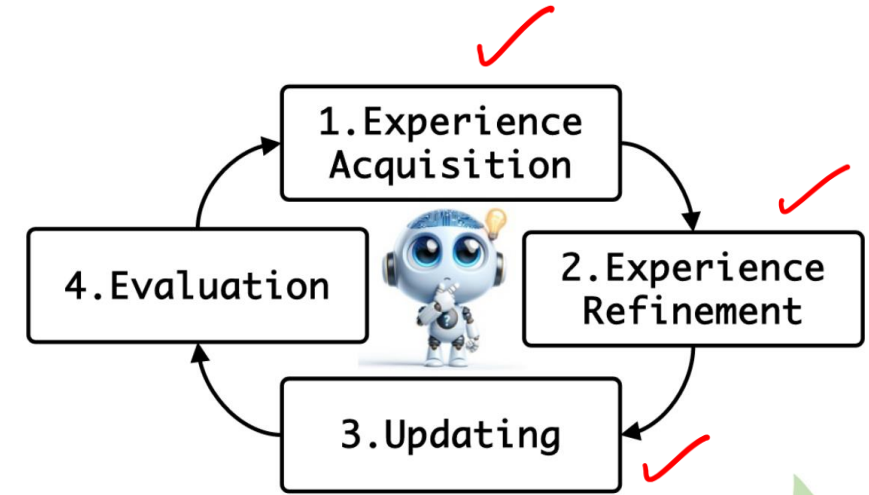 1.Experience
Acquisition
2.Experience
Refinement
4.Evaluation
3.Updating
?